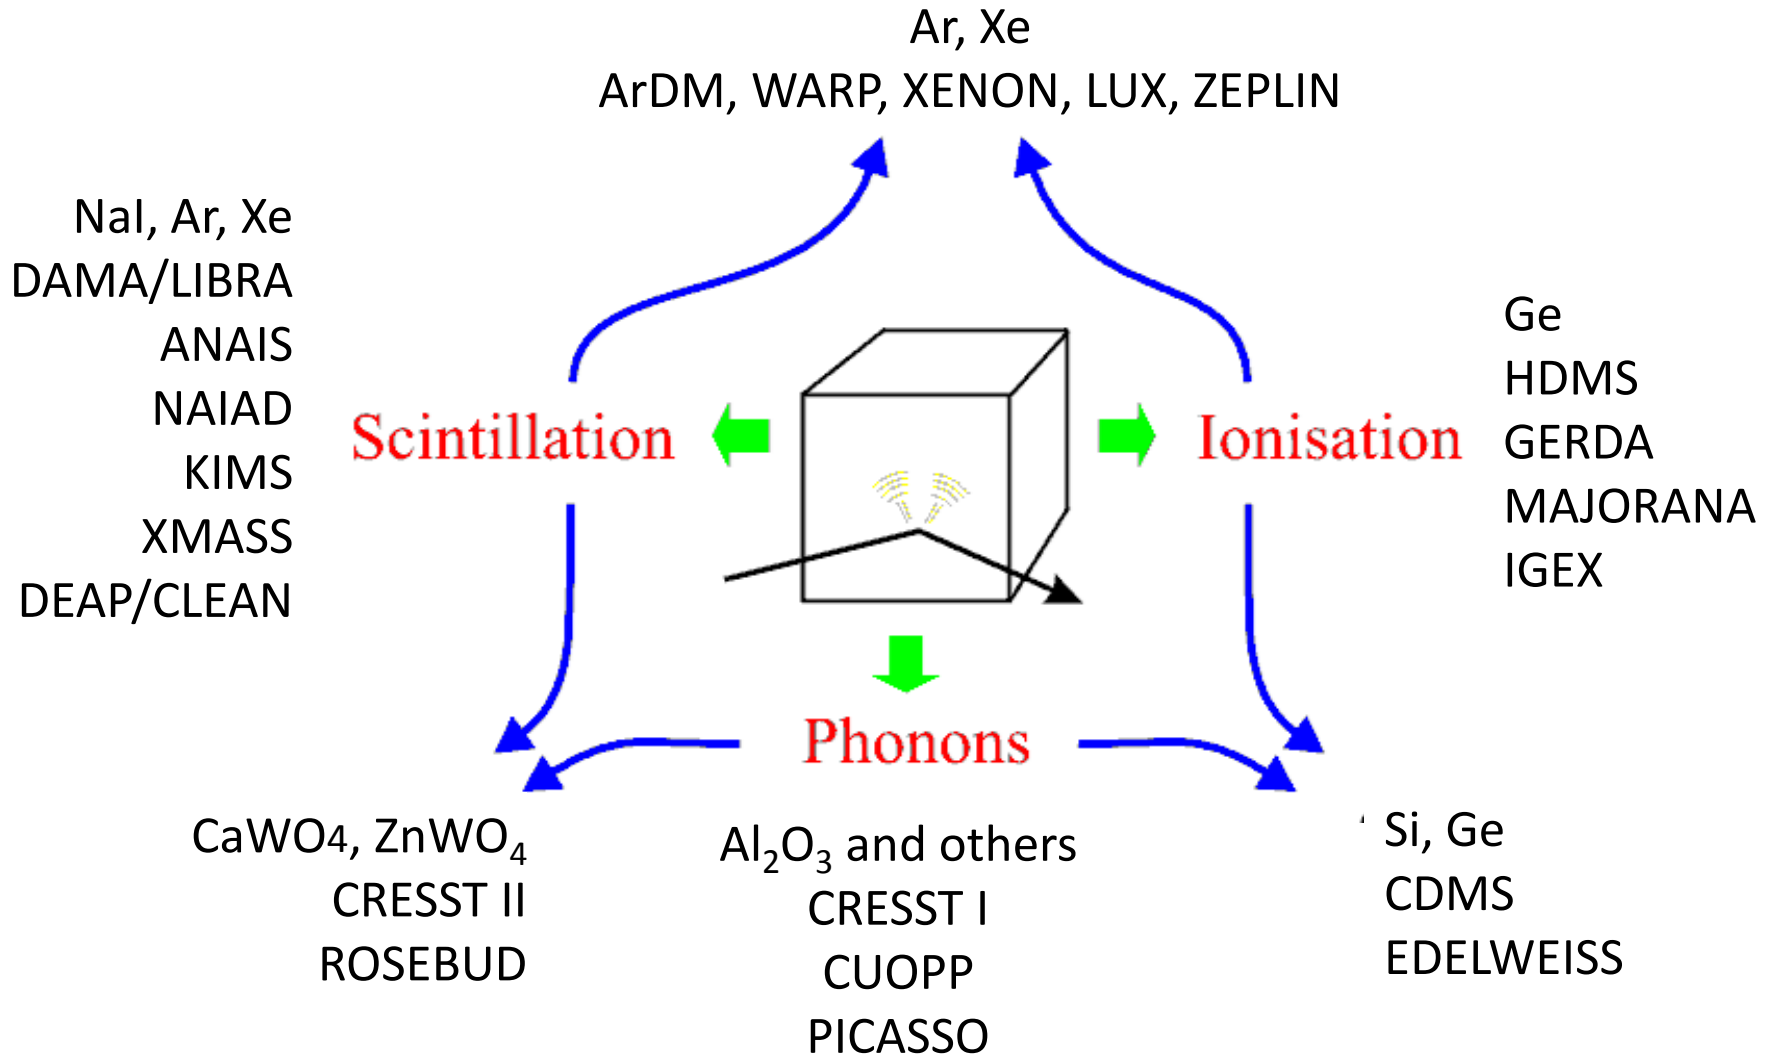 Ar, Xe
ArDM, WARP, XENON, LUX, ZEPLIN
NaI, Ar, Xe
DAMA/LIBRA
ANAIS
NAIAD
KIMS
XMASS
DEAP/CLEAN
Scintillation
Ionisation
Ge
HDMS
GERDA
MAJORANA
IGEX
Phonons
CaWO4, ZnWO₄
CRESST II
ROSEBUD
Al₂O₃ and others
CRESST I
CUOPP
PICASSO
Si, Ge
CDMS
EDELWEISS